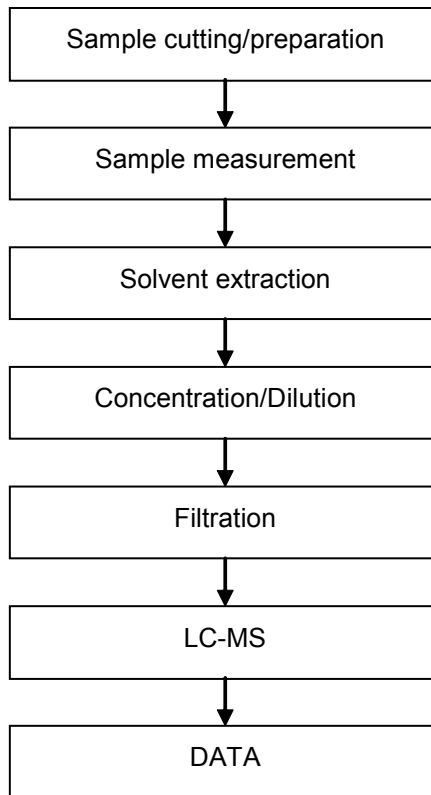 Sample cutting/preparation
Sample measurement
Solvent extraction
Concentration/Dilution
Filtration
LC-MS
DATA